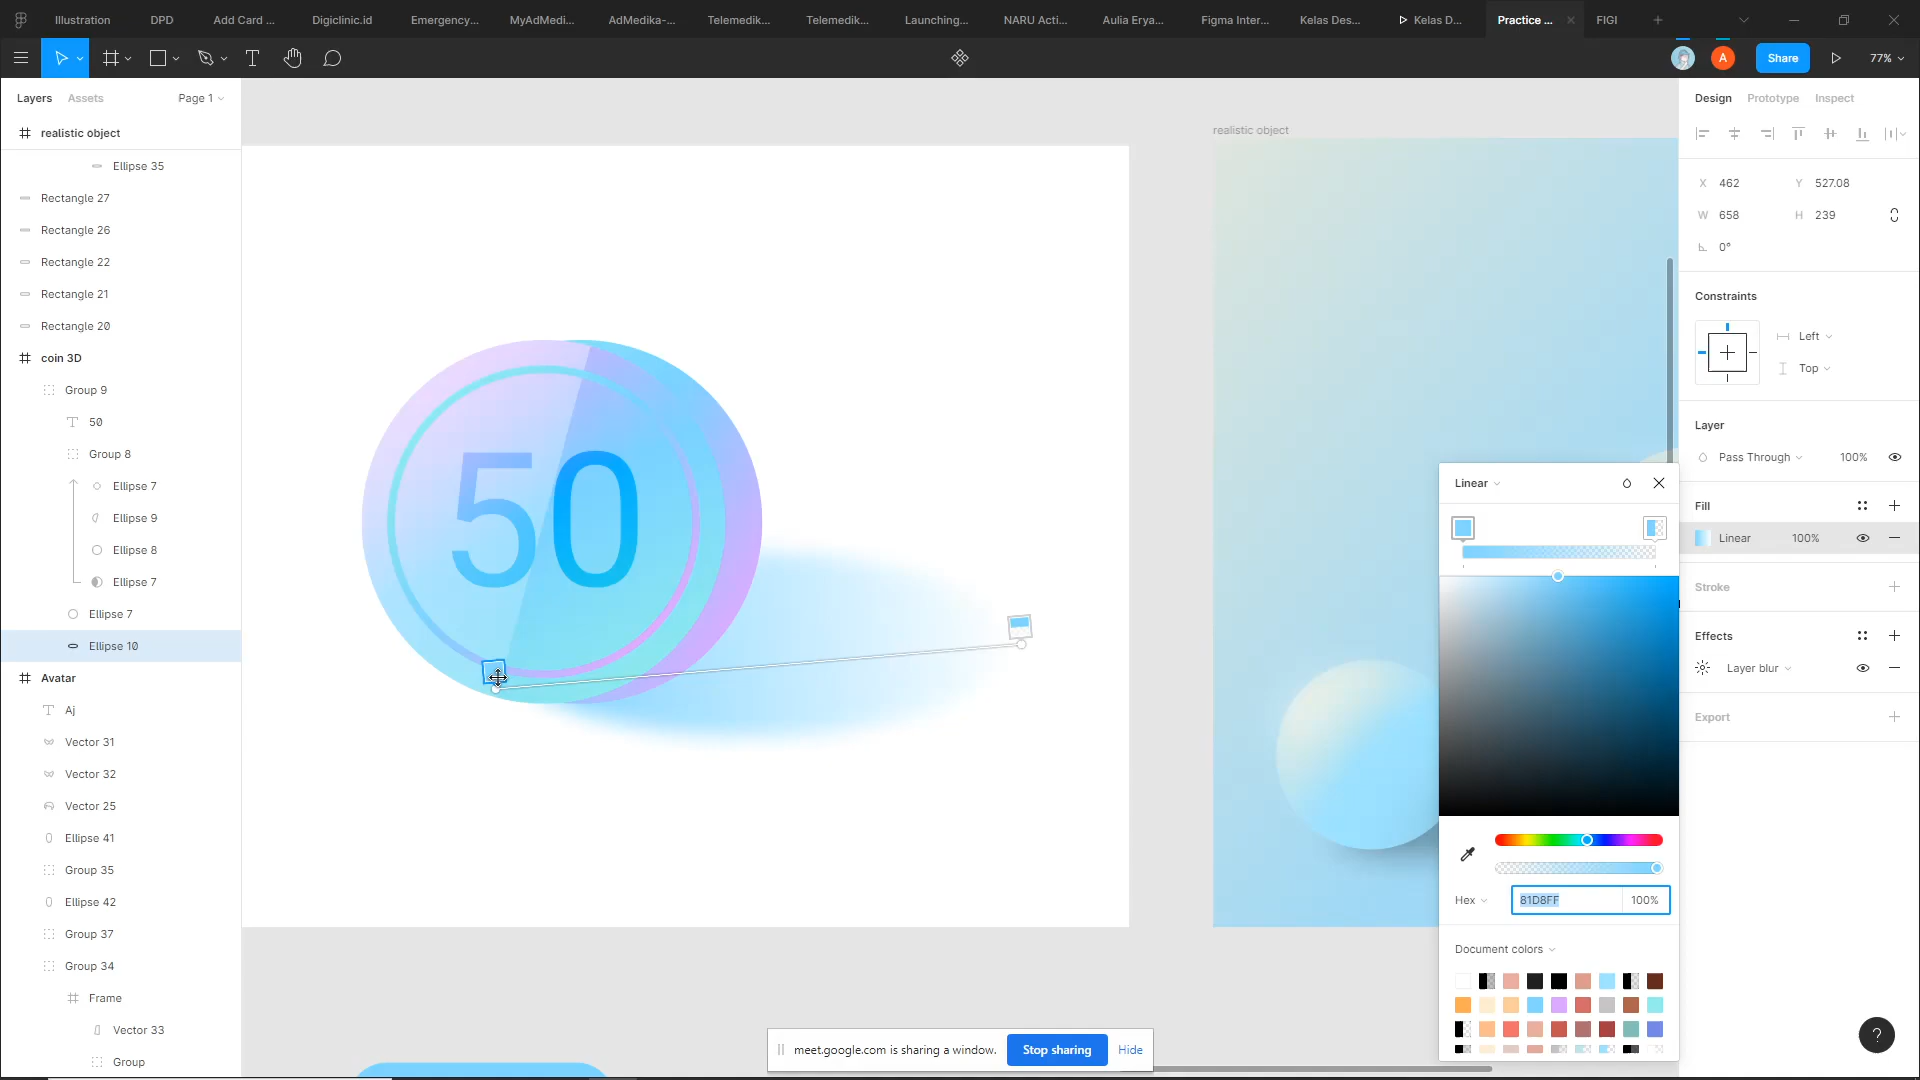 Illustration
DPD
Add Card ...
Digiclinic.id
Emergency...
MyAdMedi...
AdMedika-...
Telemedik...
Telemedik...
Launching...
NARU Acti...
Aulia Erya...
Figma Inter...
Kelas Des...
Kelas D...
Practice ...
FIGI
A
Share
77%
Layers
Assets
Page 1
realistic object
Ellipse 35
Rectangle 27
Rectangle 26
Rectangle 22
Rectangle 21
Rectangle 20
coin 3D
Group 9
50
Group 8
Ellipse 7
Ellipse 9
Ellipse 8
Ellipse 7
Ellipse 7
Ellipse 10
Avatar
Aj
Vector 31
Vector 32
Vector 25
Ellipse 41
Group 35
Ellipse 42
Group 37
Group 34
Frame
Vector 33
Group
50
realistic object
meet.google.com is sharing a window.
Stop sharing
Hide
Linear
Hex
81D8FF
100%
Document colors
Design
Prototype
Inspect
X 462
Y 527.08
W 658
H 239
0°
Constraints
Left
Top
Layer
Pass Through
100%
Fill
Linear
100%
Stroke
Effects
Layer blur
Export
?